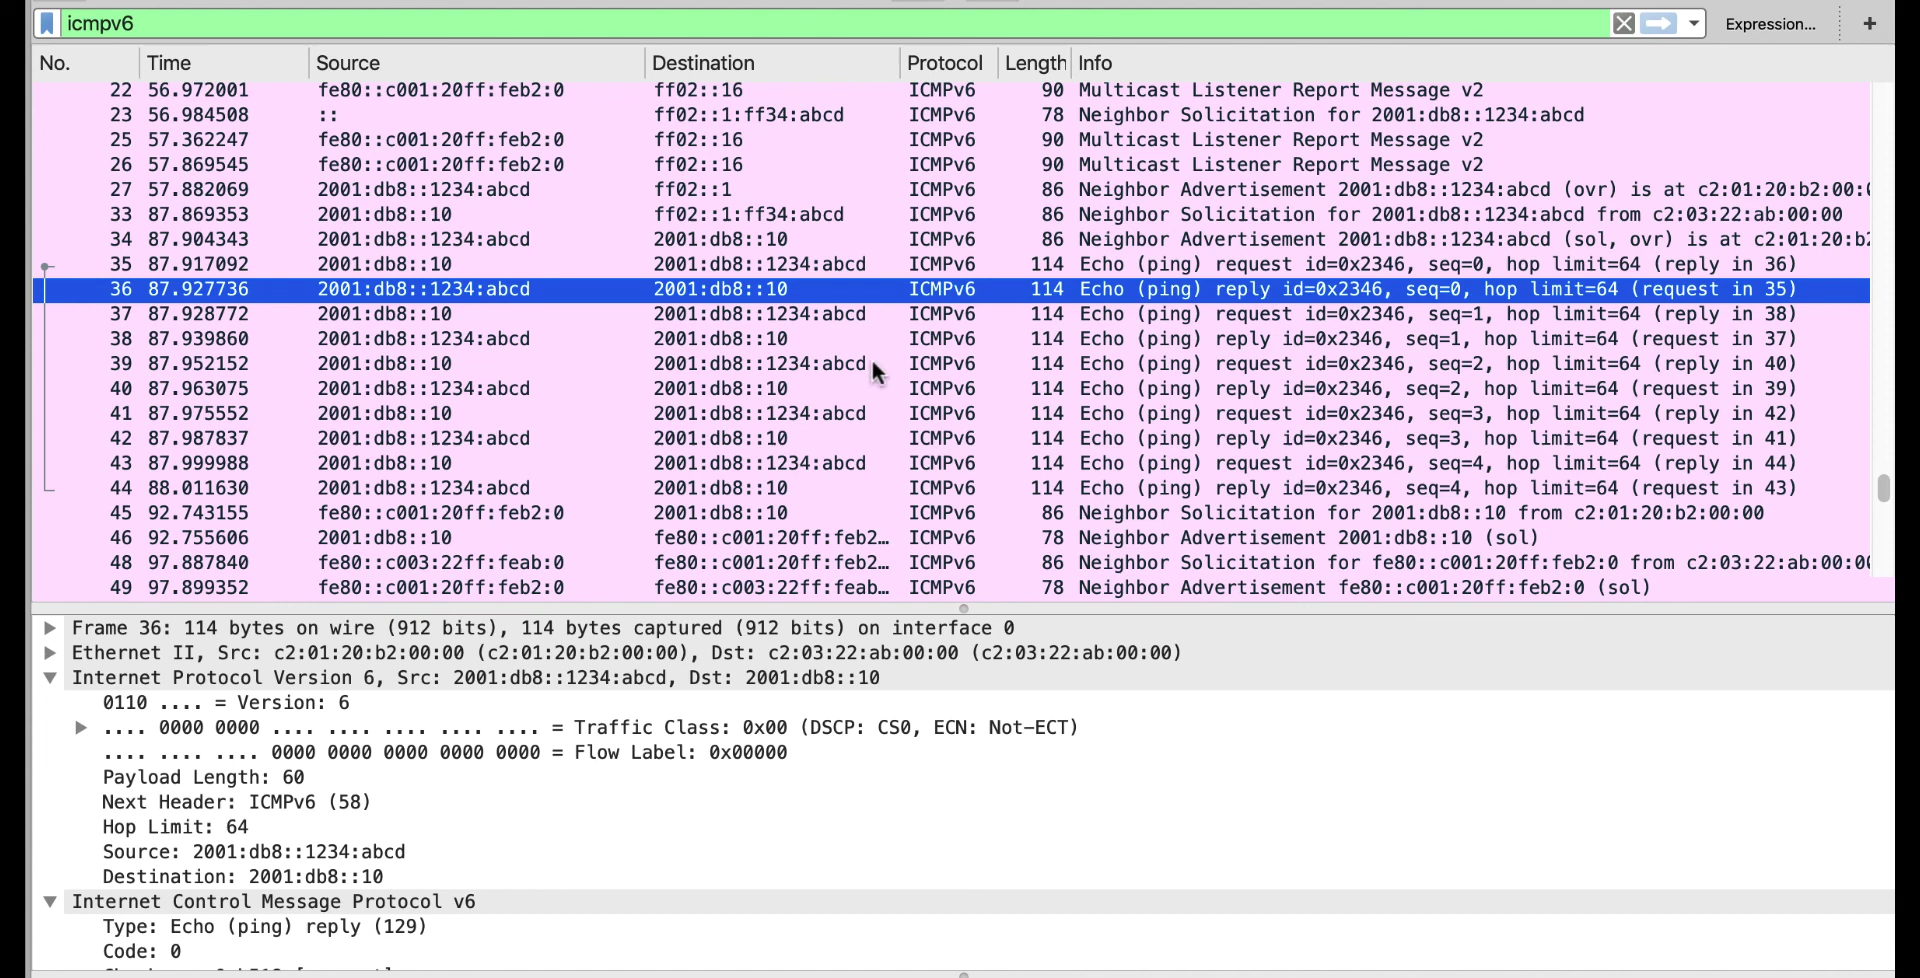 icmpv6 Expression... +
No. Time Source Destination Protocol Length Info
22 56.972001 fe80::c001:20ff:feb2:0 ff02::16 ICMPv6 90 Multicast Listener Report Message v2
23 56.984508 :: ff02::1:ff34:abcd ICMPv6 78 Neighbor Solicitation for 2001:db8::1234:abcd
25 57.362247 fe80::c001:20ff:feb2:0 ff02::16 ICMPv6 90 Multicast Listener Report Message v2
26 57.869545 fe80::c001:20ff:feb2:0 ff02::16 ICMPv6 90 Multicast Listener Report Message v2
27 57.882069 2001:db8::1234:abcd ff02::1 ICMPv6 86 Neighbor Advertisement 2001:db8::1234:abcd (ovr) is at c2:01:20:b2:00:
33 87.869353 2001:db8::10 ff02::1:ff34:abcd ICMPv6 86 Neighbor Solicitation for 2001:db8::1234:abcd from c2:03:22:ab:00:00
34 87.904343 2001:db8::1234:abcd 2001:db8::10 ICMPv6 86 Neighbor Advertisement 2001:db8::1234:abcd (sol, ovr) is at c2:01:20:b2
35 87.917092 2001:db8::10 2001:db8::1234:abcd ICMPv6 114 Echo (ping) request id=0x2346, seq=0, hop limit=64 (reply in 36)
36 87.927736 2001:db8::1234:abcd 2001:db8::10 ICMPv6 114 Echo (ping) reply id=0x2346, seq=0, hop limit=64 (request in 35)
37 87.928772 2001:db8::10 2001:db8::1234:abcd ICMPv6 114 Echo (ping) request id=0x2346, seq=1, hop limit=64 (reply in 38)
38 87.939860 2001:db8::1234:abcd 2001:db8::10 ICMPv6 114 Echo (ping) reply id=0x2346, seq=1, hop limit=64 (request in 37)
39 87.952152 2001:db8::10 2001:db8::1234:abcd ICMPv6 114 Echo (ping) request id=0x2346, seq=2, hop limit=64 (reply in 40)
40 87.963075 2001:db8::1234:abcd 2001:db8::10 ICMPv6 114 Echo (ping) reply id=0x2346, seq=2, hop limit=64 (request in 39)
41 87.975552 2001:db8::10 2001:db8::1234:abcd ICMPv6 114 Echo (ping) request id=0x2346, seq=3, hop limit=64 (reply in 42)
42 87.987837 2001:db8::1234:abcd 2001:db8::10 ICMPv6 114 Echo (ping) reply id=0x2346, seq=3, hop limit=64 (request in 41)
43 87.999988 2001:db8::10 2001:db8::1234:abcd ICMPv6 114 Echo (ping) request id=0x2346, seq=4, hop limit=64 (reply in 44)
44 88.011630 2001:db8::1234:abcd 2001:db8::10 ICMPv6 114 Echo (ping) reply id=0x2346, seq=4, hop limit=64 (request in 43)
45 92.743155 fe80::c001:20ff:feb2:0 2001:db8::10 ICMPv6 86 Neighbor Solicitation for 2001:db8::10 from c2:01:20:b2:00:00
46 92.755606 2001:db8::10 fe80::c001:20ff:feb2… ICMPv6 78 Neighbor Advertisement 2001:db8::10 (sol)
48 97.887840 fe80::c003:22ff:feab:0 fe80::c001:20ff:feb2… ICMPv6 86 Neighbor Solicitation for fe80::c001:20ff:feb2:0 from c2:03:22:ab:00:00
49 97.899352 fe80::c001:20ff:feb2:0 fe80::c003:22ff:feab… ICMPv6 78 Neighbor Advertisement fe80::c001:20ff:feb2:0 (sol)
Frame 36: 114 bytes on wire (912 bits), 114 bytes captured (912 bits) on interface 0
Ethernet II, Src: c2:01:20:b2:00:00 (c2:01:20:b2:00:00), Dst: c2:03:22:ab:00:00 (c2:03:22:ab:00:00)
Internet Protocol Version 6, Src: 2001:db8::1234:abcd, Dst: 2001:db8::10
0110 .... = Version: 6
.... 0000 0000 .... .... .... .... .... = Traffic Class: 0x00 (DSCP: CS0, ECN: Not-ECT)
.... .... .... 0000 0000 0000 0000 0000 = Flow Label: 0x00000
Payload Length: 60
Next Header: ICMPv6 (58)
Hop Limit: 64
Source: 2001:db8::1234:abcd
Destination: 2001:db8::10
Internet Control Message Protocol v6
Type: Echo (ping) reply (129)
Code: 0